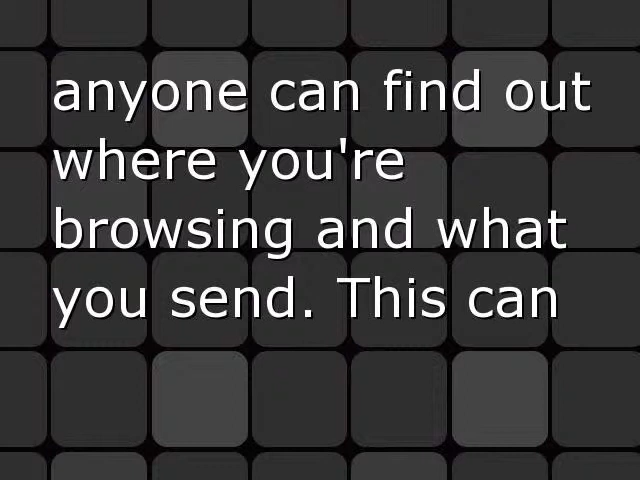 anyone can find out
where you're
browsing and what
you send. This can